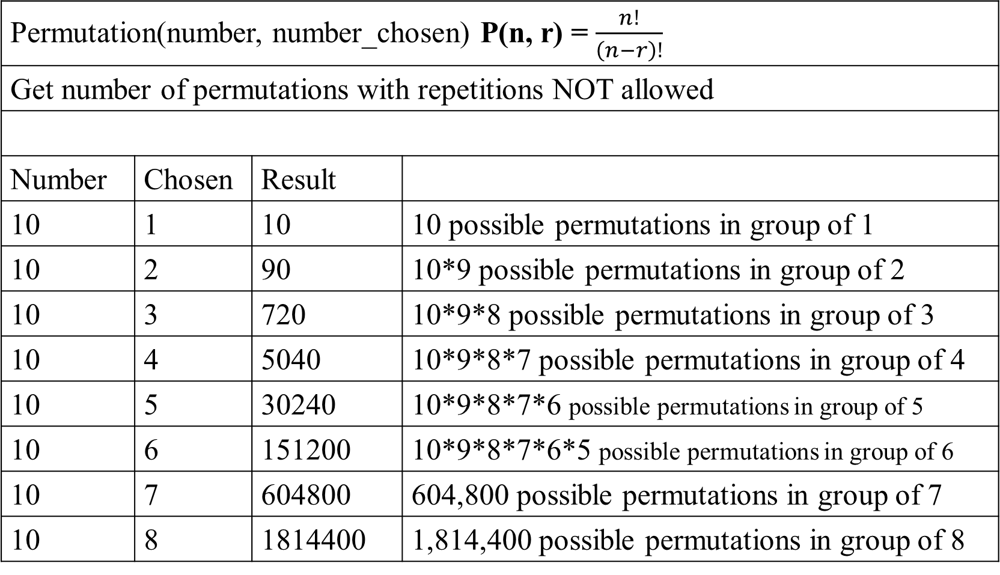 Permutation(number, number_chosen) P(n, r) = n!/(n−r)!
Get number of permutations with repetitions NOT allowed
Number Chosen Result
10 1 10 10 possible permutations in group of 1
10 2 90 10*9 possible permutations in group of 2
10 3 720 10*9*8 possible permutations in group of 3
10 4 5040 10*9*8*7 possible permutations in group of 4
10 5 30240 10*9*8*7*6 possible permutations in group of 5
10 6 151200 10*9*8*7*6*5 possible permutations in group of 6
10 7 604800 604,800 possible permutations in group of 7
10 8 1814400 1,814,400 possible permutations in group of 8